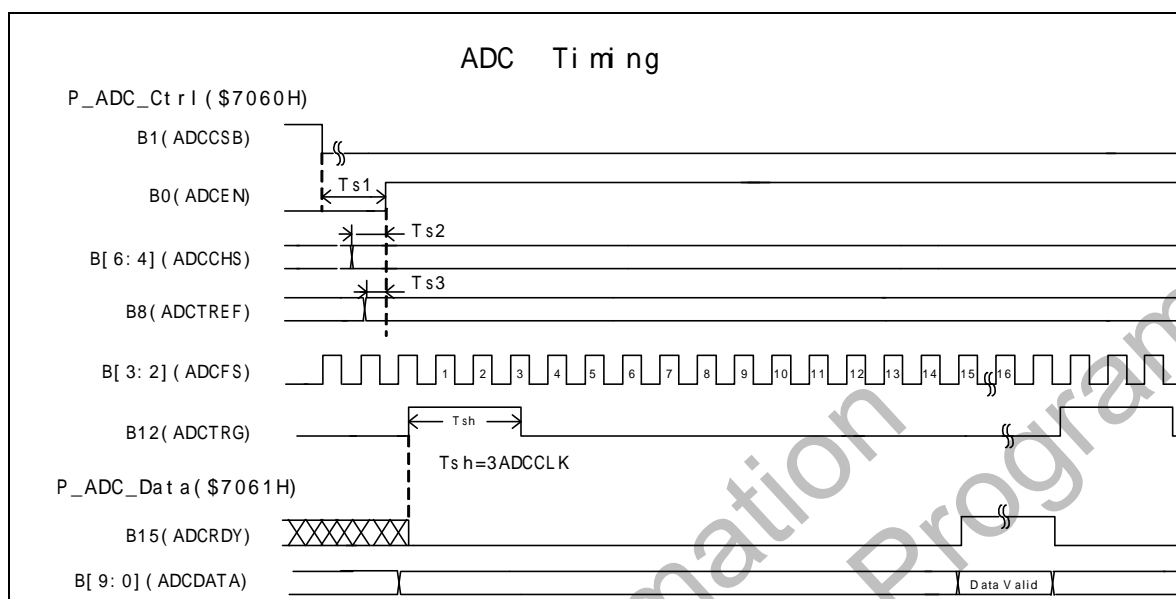 ADC Timing
P_ADC_Ctrl($7060H)
B1(ADCCSB)
B0(ADCEN)
Ts1
Ts2
B[6:4](ADCCHS)
Ts3
B8(ADCTREF)
B[3:2](ADCFS)
1 2 3 4 5 6 7 8 9 10 11 12 13 14 15 16
B12(ADCTRG)
Tsh
Tsh=3ADCCLK
P_ADC_Data($7061H)
B15(ADCRDY)
B[9:0](ADCDATA)
Data Valid
mation
Program